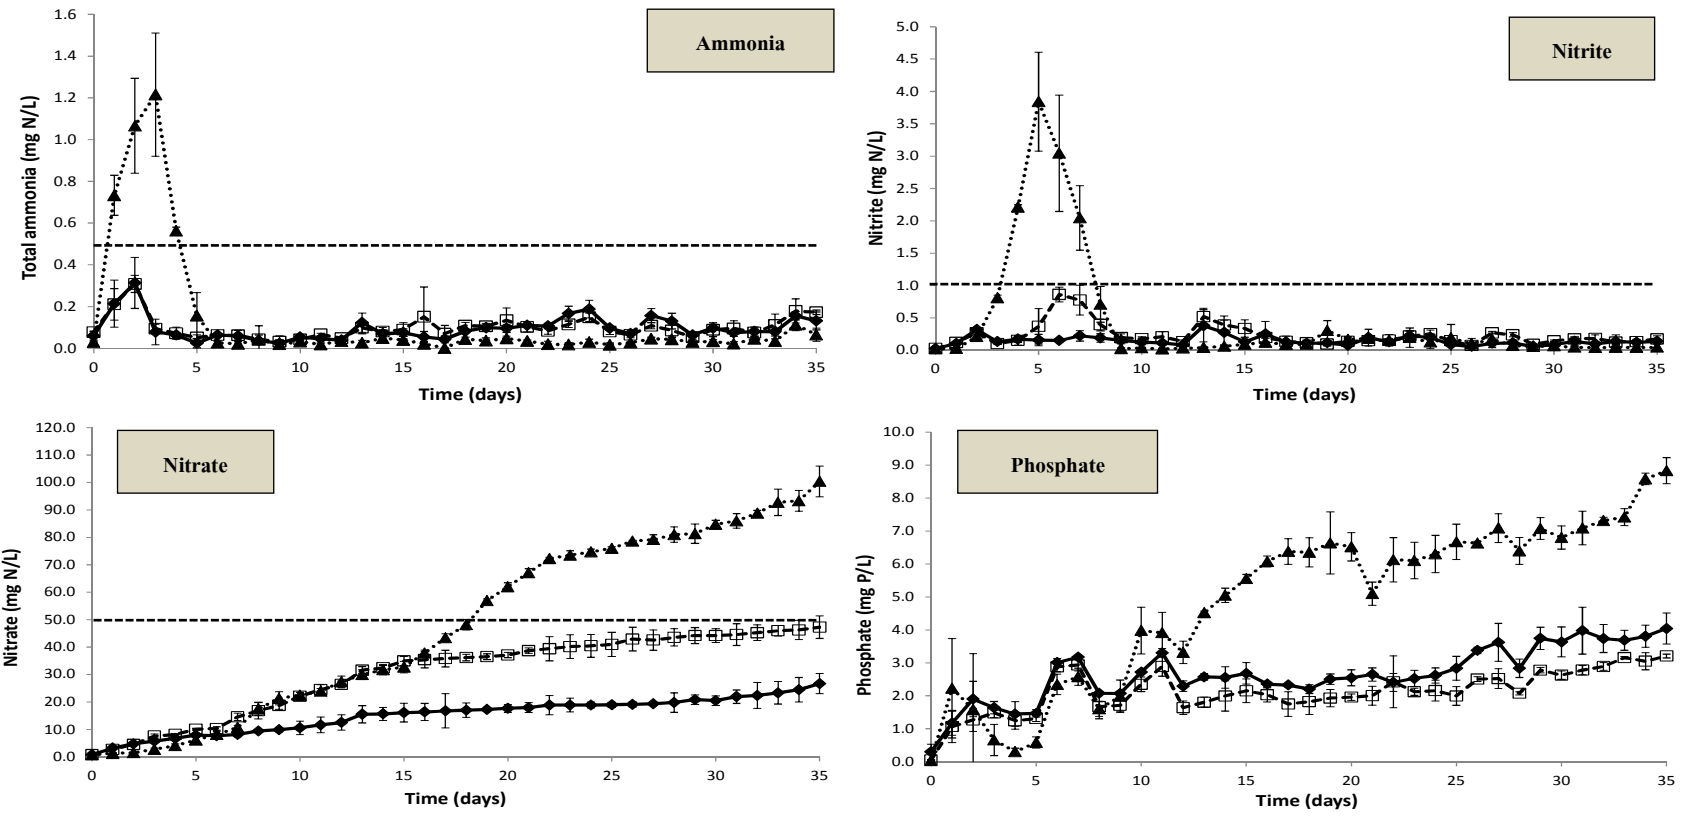 Ammonia
Total ammonia (mg N/L)
1.6
1.4
1.2
1.0
0.8
0.6
0.4
0.2
0.0
0 5 10 15 20 25 30 35
Time (days)
Nitrite
Nitrite (mg N/L)
5.0
4.5
4.0
3.5
3.0
2.5
2.0
1.5
1.0
0.5
0.0
0 5 10 15 20 25 30 35
Time (days)
Nitrate
Nitrate (mg N/L)
120.0
110.0
100.0
90.0
80.0
70.0
60.0
50.0
40.0
30.0
20.0
10.0
0.0
0 5 10 15 20 25 30 35
Time (days)
Phosphate
Phosphate (mg P/L)
10.0
9.0
8.0
7.0
6.0
5.0
4.0
3.0
2.0
1.0
0.0
0 5 10 15 20 25 30 35
Time (days)